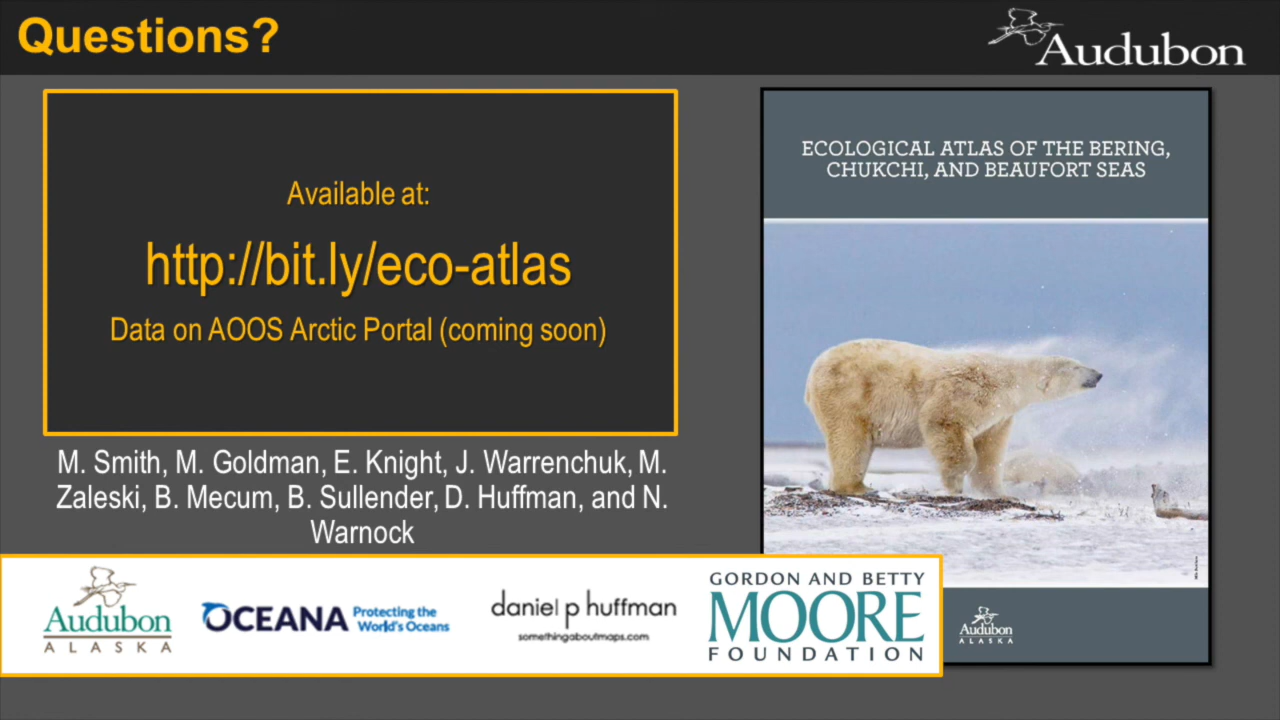 Questions?
Audubon
Available at:
http://bit.ly/eco-atlas
Data on AOOS Arctic Portal (coming soon)
M. Smith, M. Goldman, E. Knight, J. Warrenchuk, M.
Zaleski, B. Mecum, B. Sullender, D. Huffman, and N.
Warnock
ECOLOGICAL ATLAS OF THE BERING,
CHUKCHI, AND BEAUFORT SEAS
Audubon
ALASKA
OCEANA Protecting the
World's Oceans
daniel p huffman
somethingaboutmaps.com
GORDON AND BETTY
MOORE
FOUNDATION
Audubon
ALASKA